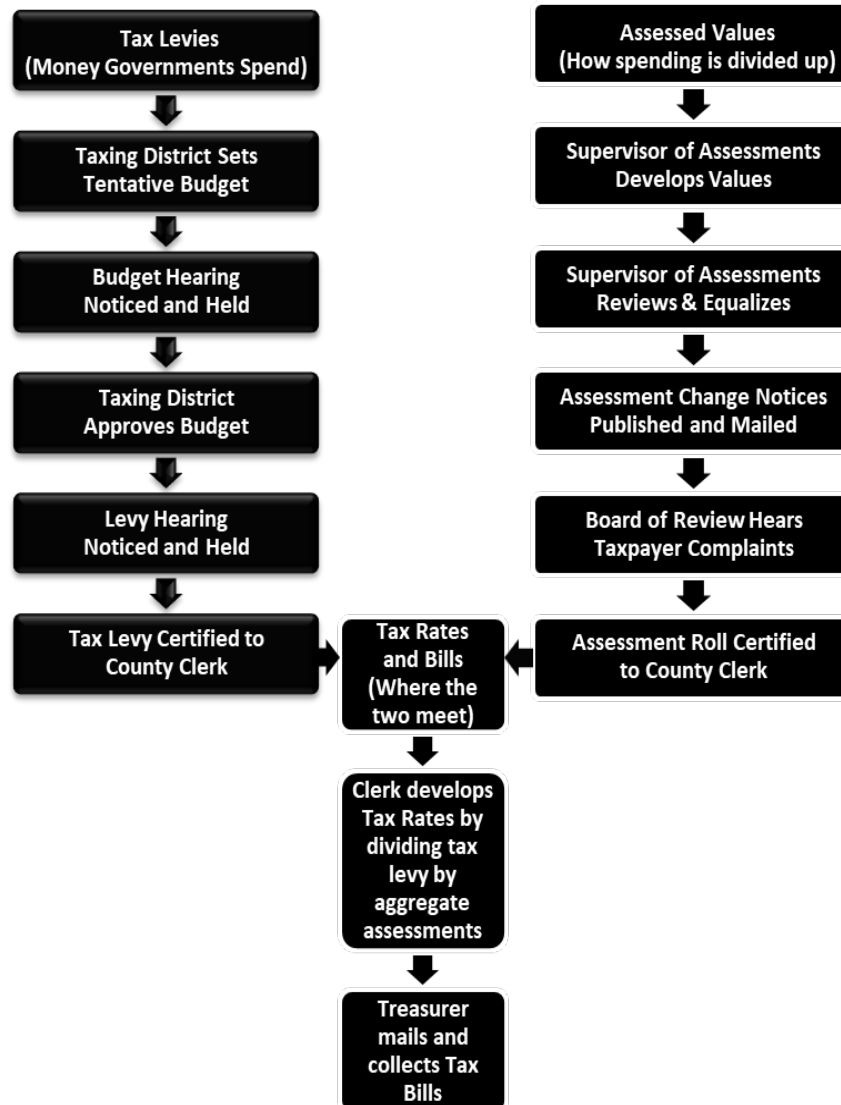 Tax Levies
(Money Governments Spend)
Taxing District Sets
Tentative Budget
Budget Hearing
Noticed and Held
Taxing District
Approves Budget
Levy Hearing
Noticed and Held
Tax Levy Certified to
County Clerk
Assessed Values
(How spending is divided up)
Supervisor of Assessments
Develops Values
Supervisor of Assessments
Reviews & Equalizes
Assessment Change Notices
Published and Mailed
Board of Review Hears
Taxpayer Complaints
Assessment Roll Certified
to County Clerk
Tax Rates
and Bills
(Where the
two meet)
Clerk develops
Tax Rates by
dividing tax
levy by
aggregate
assessments
Treasurer
mails and
collects Tax
Bills